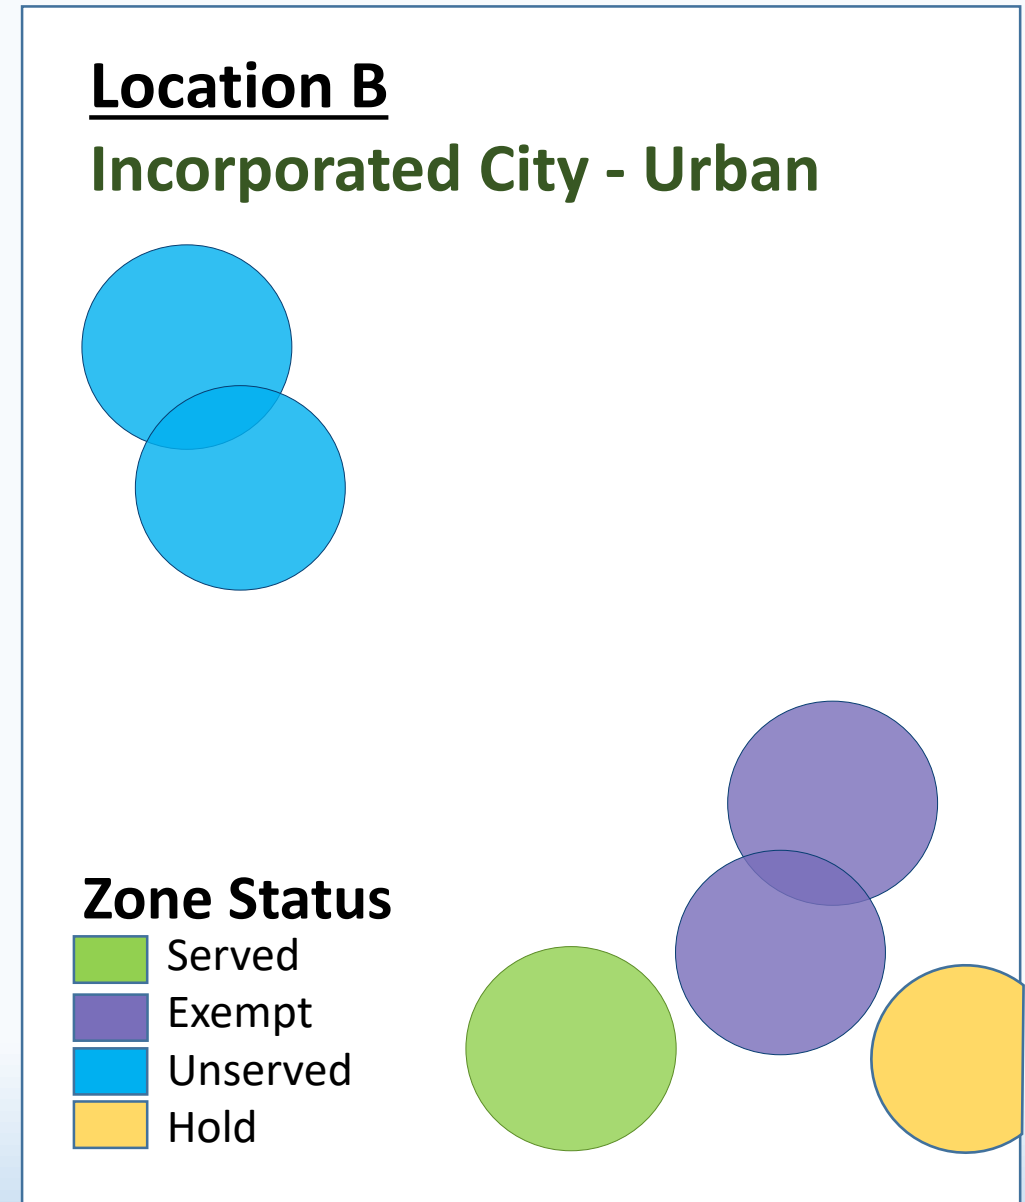 Location B
Incorporated City - Urban
Zone Status
Served
Exempt
Unserved
Hold